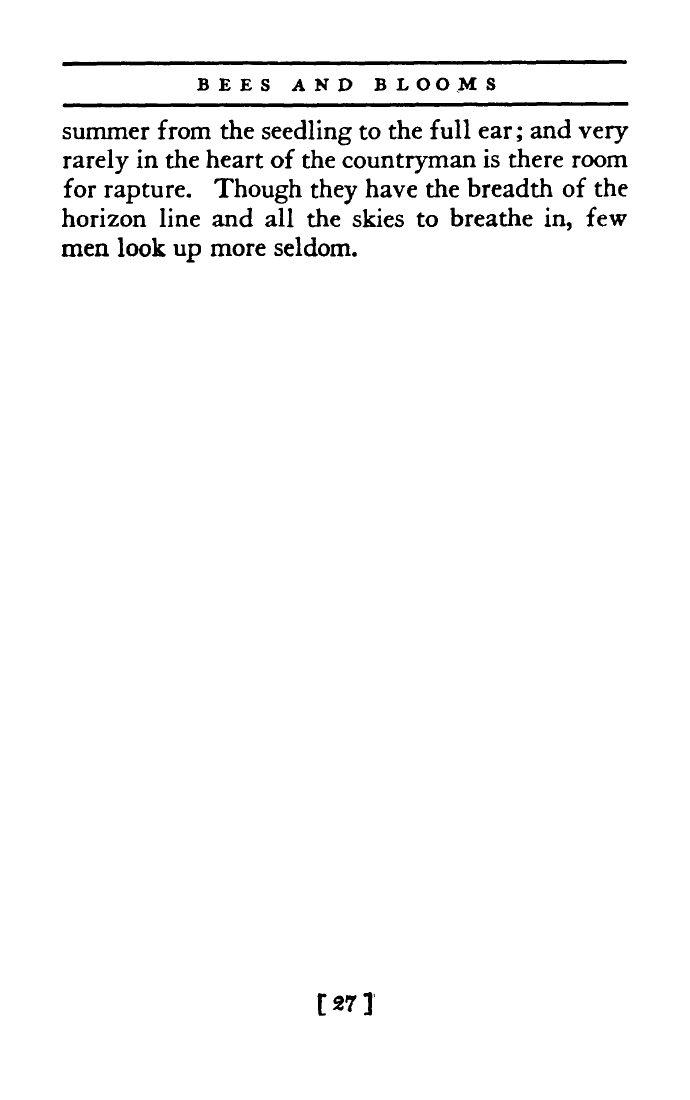 BEES AND BLOOMS
summer from the seedling to the full ear; and very
rarely in the heart of the countryman is there room
for rapture. Though they have the breadth of the
horizon line and all the skies to breathe in, few
men look up more seldom.
[27]